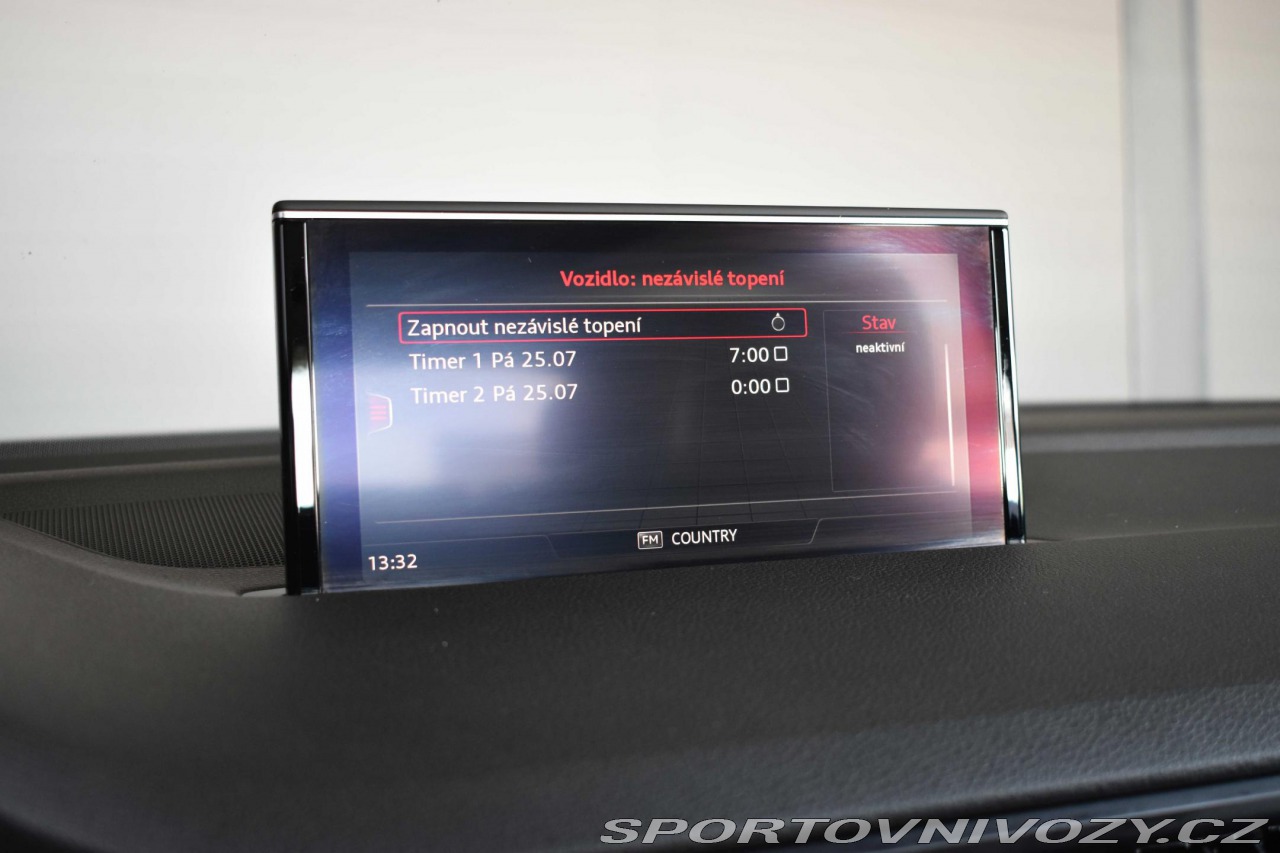 Vozidlo: nezávislé topení
Zapnout nezávislé topení
Timer 1 Pá 25.07 7:00
Timer 2 Pá 25.07 0:00
Stav
neaktivní
FM COUNTRY
13:32
SPORTOVNIVOZY.CZ